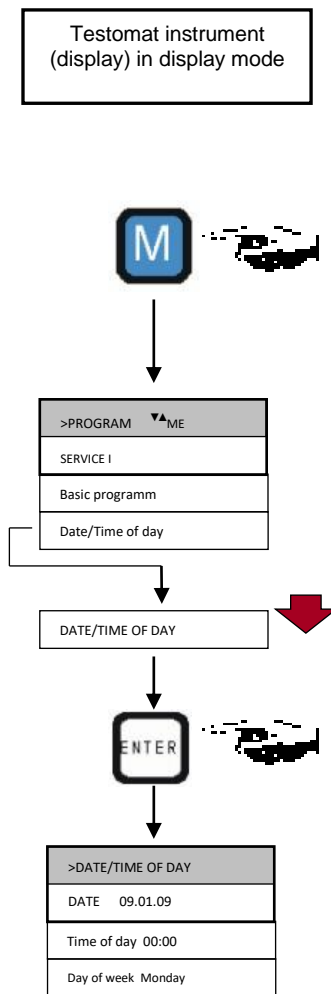 Testomat instrument
(display) in display mode
M
>PROGRAM ▼▲ME
SERVICE I
Basic programm
Date/Time of day
DATE/TIME OF DAY
ENTER
>DATE/TIME OF DAY
DATE 09.01.09
Time of day 00:00
Day of week Monday